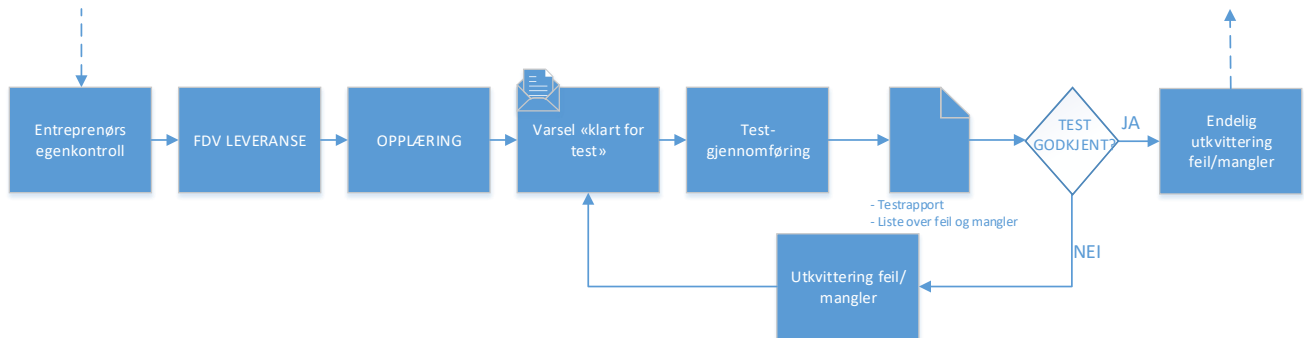 Entreprenørs
egenkontroll
FDV LEVERANSE
OPPLÆRING
Varsel «klart for
test»
Test-
gjennomføring
- Testrapport
- Liste over feil og mangler
TEST
GODKJENT?
JA
Endelig
utkvittering
feil/mangler
NEI
Utkvittering feil/
mangler